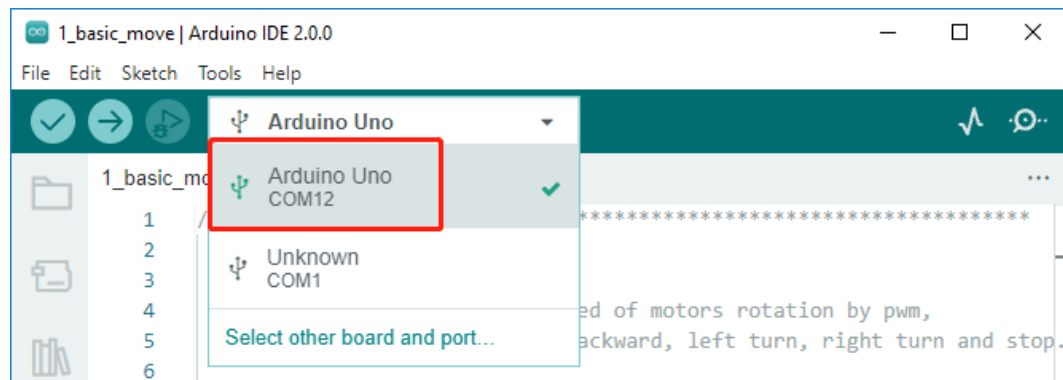 1_basic_move | Arduino IDE 2.0.0
File Edit Sketch Tools Help
Arduino Uno
Arduino Uno
COM12
Unknown
COM1
Select other board and port...
1_basic_mo
1 / *************************************
2
3
4 ed of motors rotation by pwm,
5 ackward, left turn, right turn and stop.
6